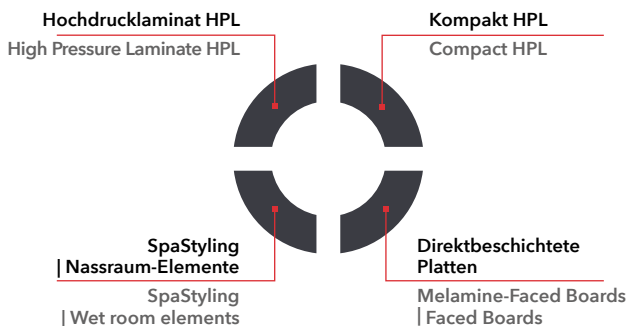 Hochdrucklaminat HPL
High Pressure Laminate HPL
Kompakt HPL
Compact HPL
SpaStyling
| Nassraum-Elemente
SpaStyling
| Wet room elements
Direktbeschichtete
Platten
Melamine-Faced Boards
| Faced Boards